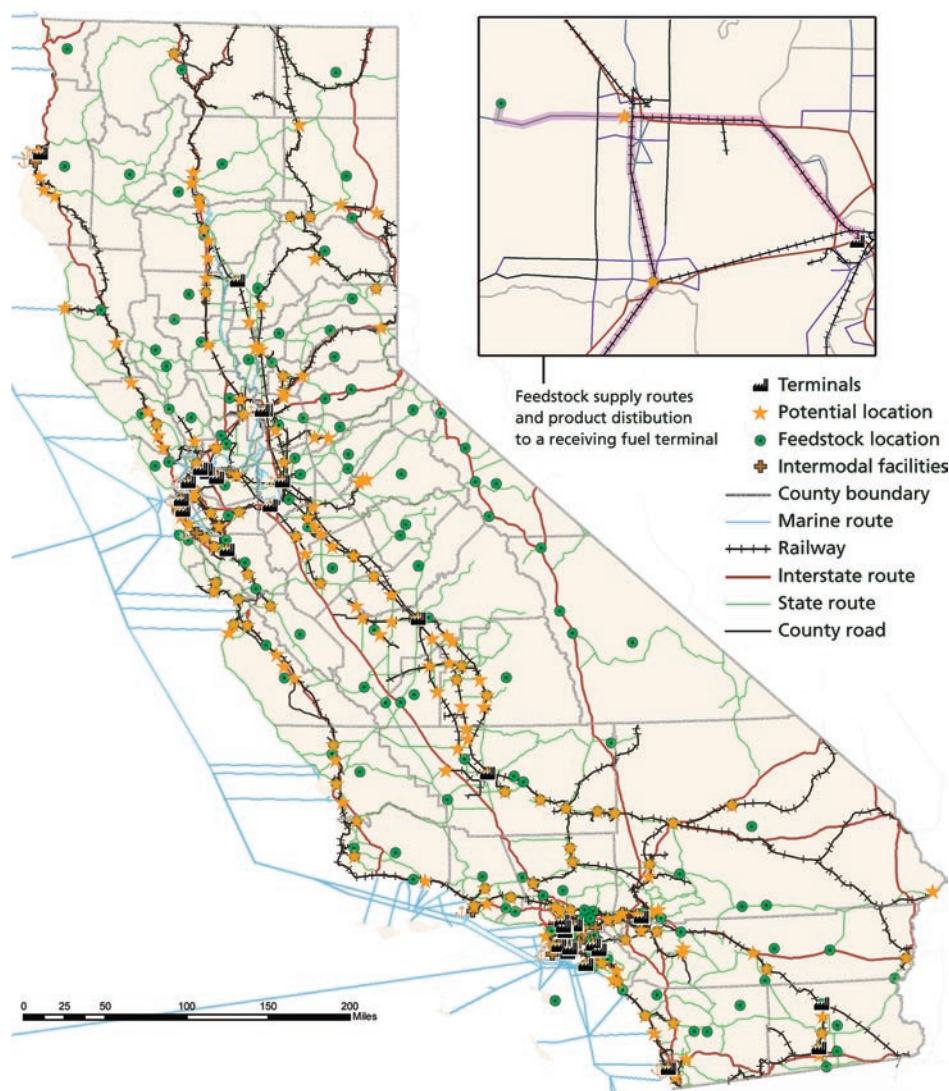 Feedstock supply routes
and product distibution
to a receiving fuel terminal
Terminals
Potential location
Feedstock location
Intermodal facilities
County boundary
Marine route
Railway
Interstate route
State route
County road
0 25 50 100 150 200
Miles